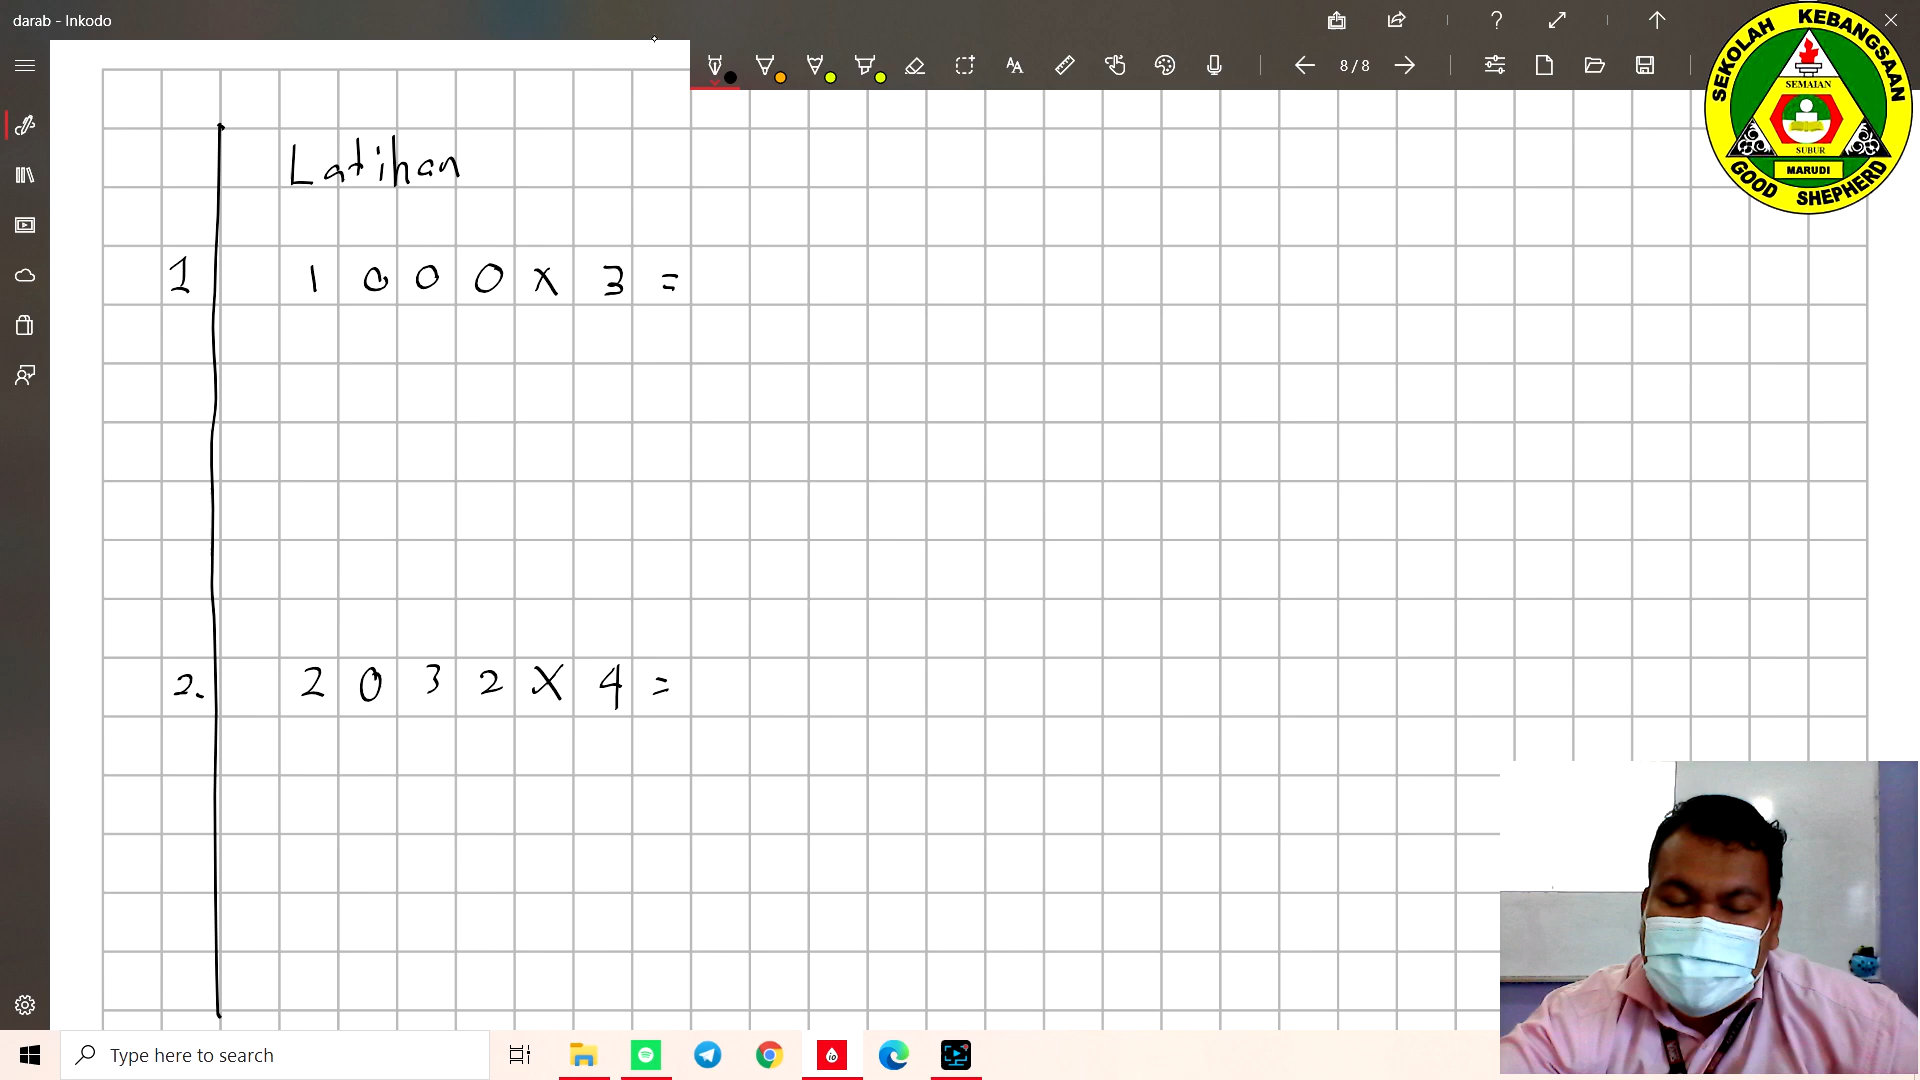 darab - Inkodo
8 / 8
SEKOLAH KEBANGSAAN
SEMAIAN
SUBUR
MARUDI
GOOD SHEPHERD
Latihan
1 1000 x 3 =
2. 2032 x 4 =
Type here to search